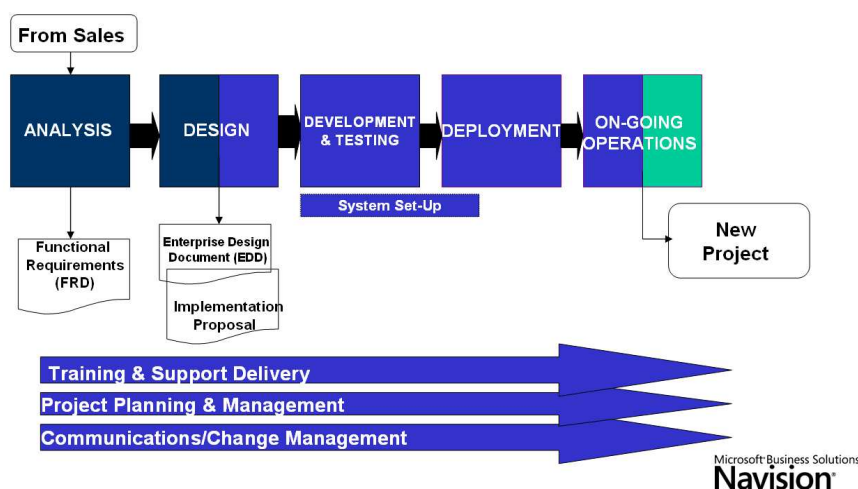 From Sales
ANALYSIS
DESIGN
DEVELOPMENT
& TESTING
DEPLOYMENT
ON-GOING
OPERATIONS
System Set-Up
Functional
Requirements
(FRD)
Enterprise Design
Document (EDD)
Implementation
Proposal
New
Project
Training & Support Delivery
Project Planning & Management
Communications/Change Management
Microsoft Business Solutions
Navision®